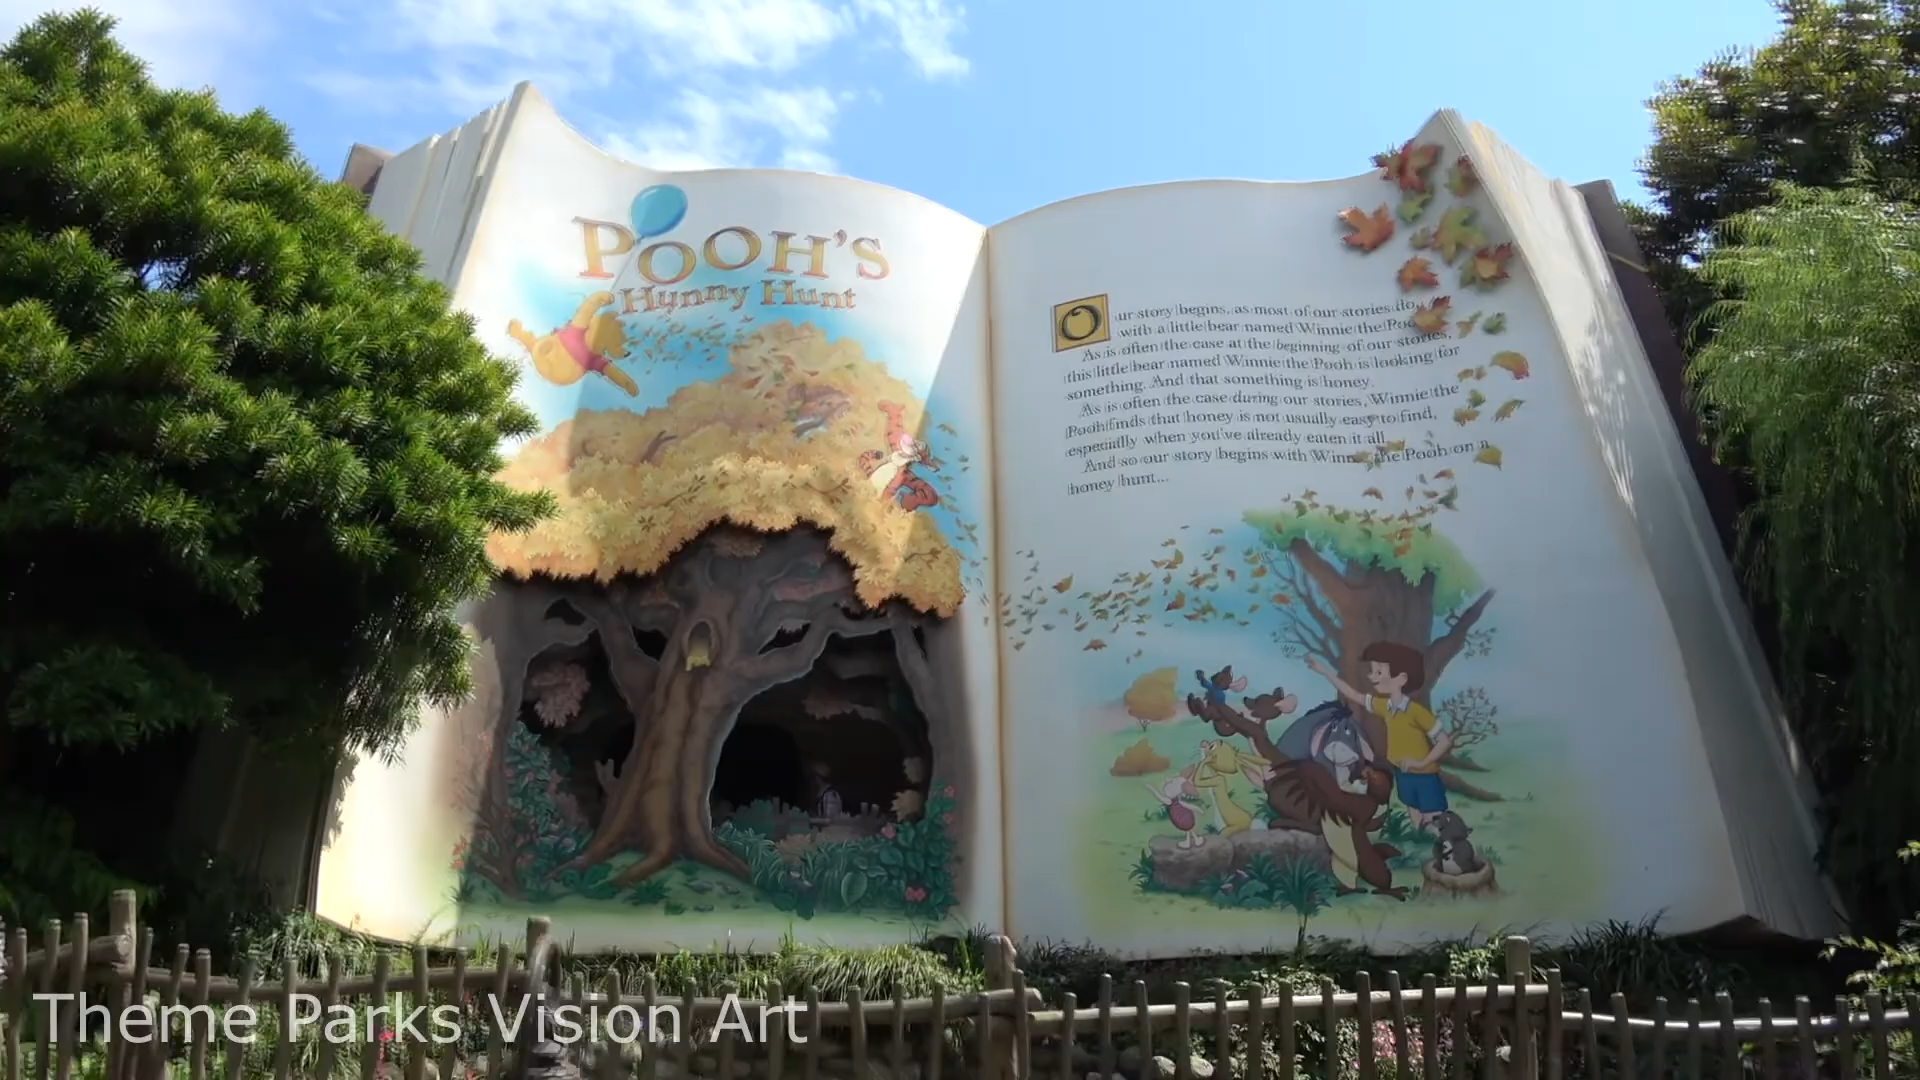 POOH'S
Hunny Hunt
Our story begins, as most of our stories do,
with a little bear named Winnie the Pooh.
As is often the case at the beginning of our stories,
this little bear named Winnie the Pooh is looking for
something. And that something is honey.
As is often the case during our stories, Winnie the
Pooh finds that honey is not usually easy to find,
especially when you've already eaten it all.
And so our story begins with Winnie the Pooh on a
honey hunt...
Theme Parks Vision Art